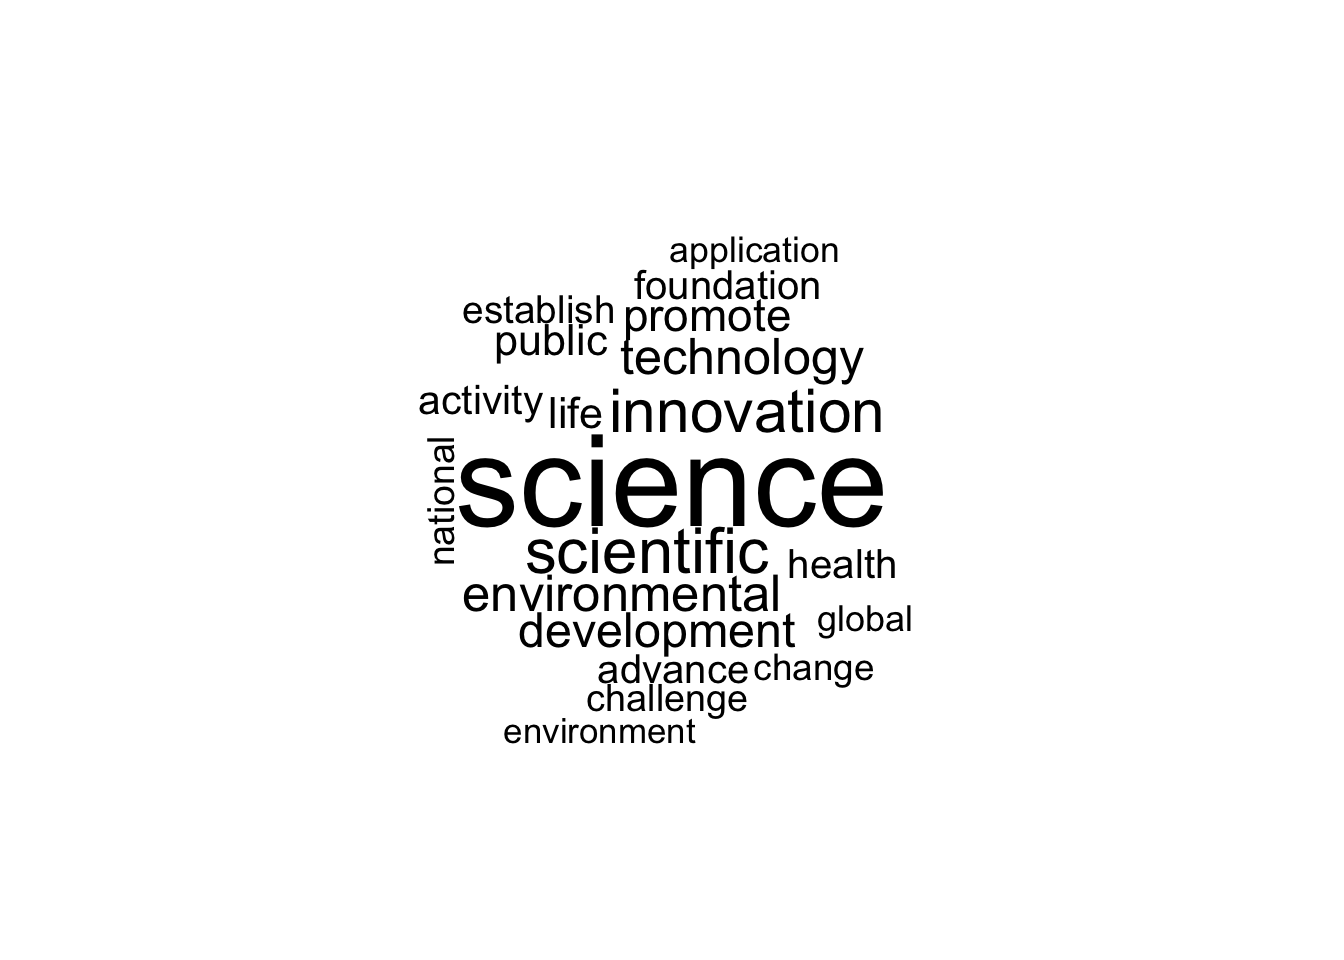 application
foundation
establish promote
public technology
activity life innovation
national science
scientific health
environmental
development global
advance change
challenge
environment